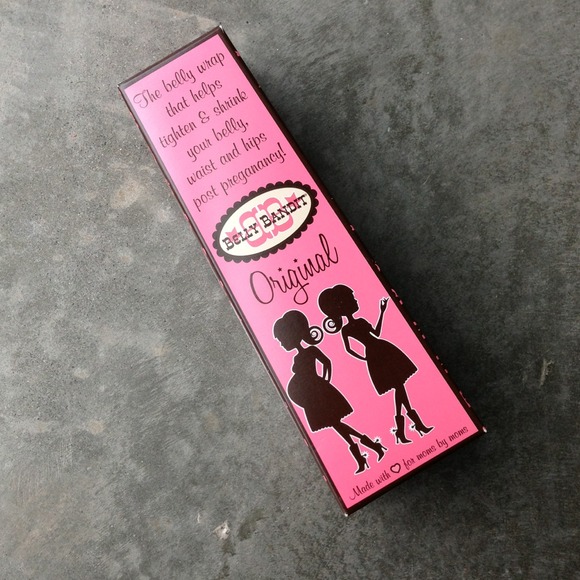 The belly wrap
that helps
tighten & shrink
your belly,
waist and hips
post preganancy!
BB
BELLY BANDIT
Original
Made with ♡ for moms by moms